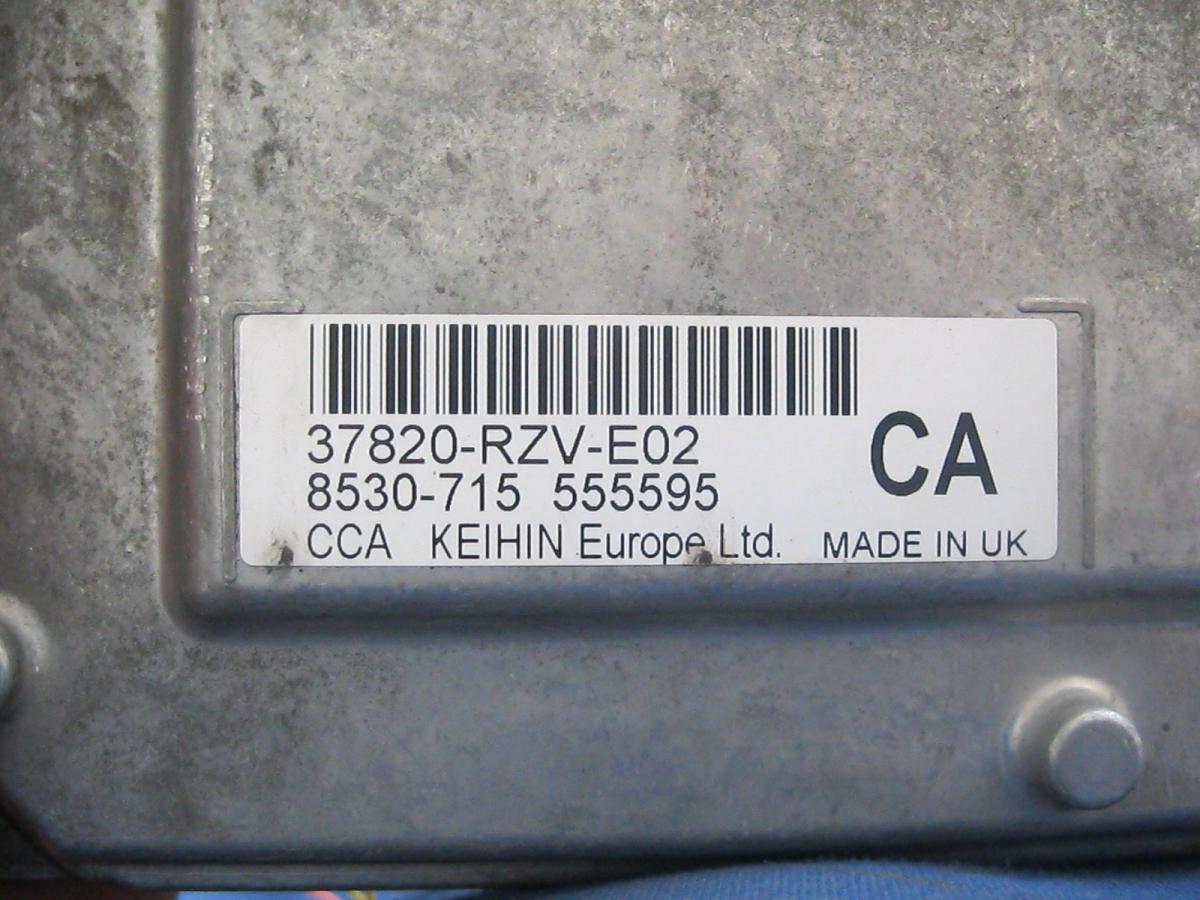 37820-RZV-E02
8530-715 555595
CA
CCA KEIHIN Europe Ltd. MADE IN UK